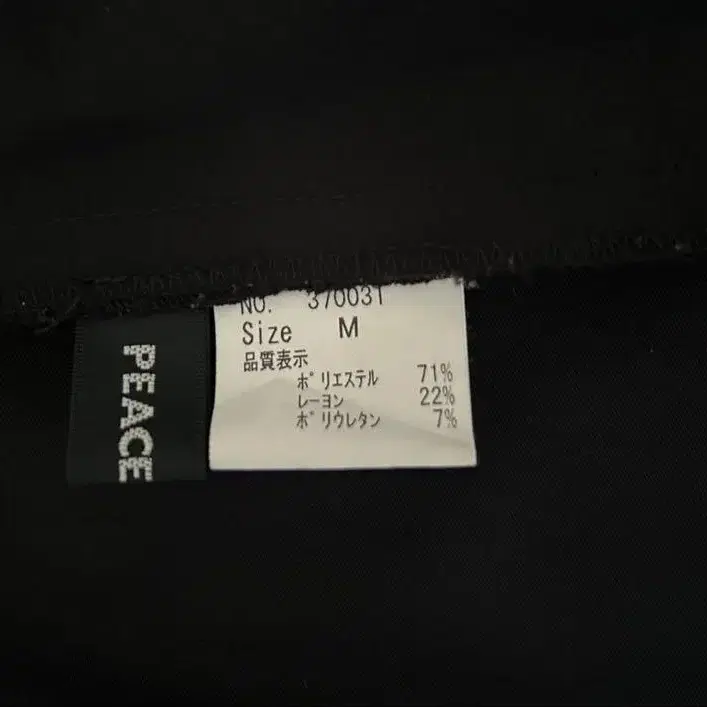 NO. 370031
Size M
品質表示
ポリエステル 71%
レーヨン 22%
ポリウレタン 7%
PEACE